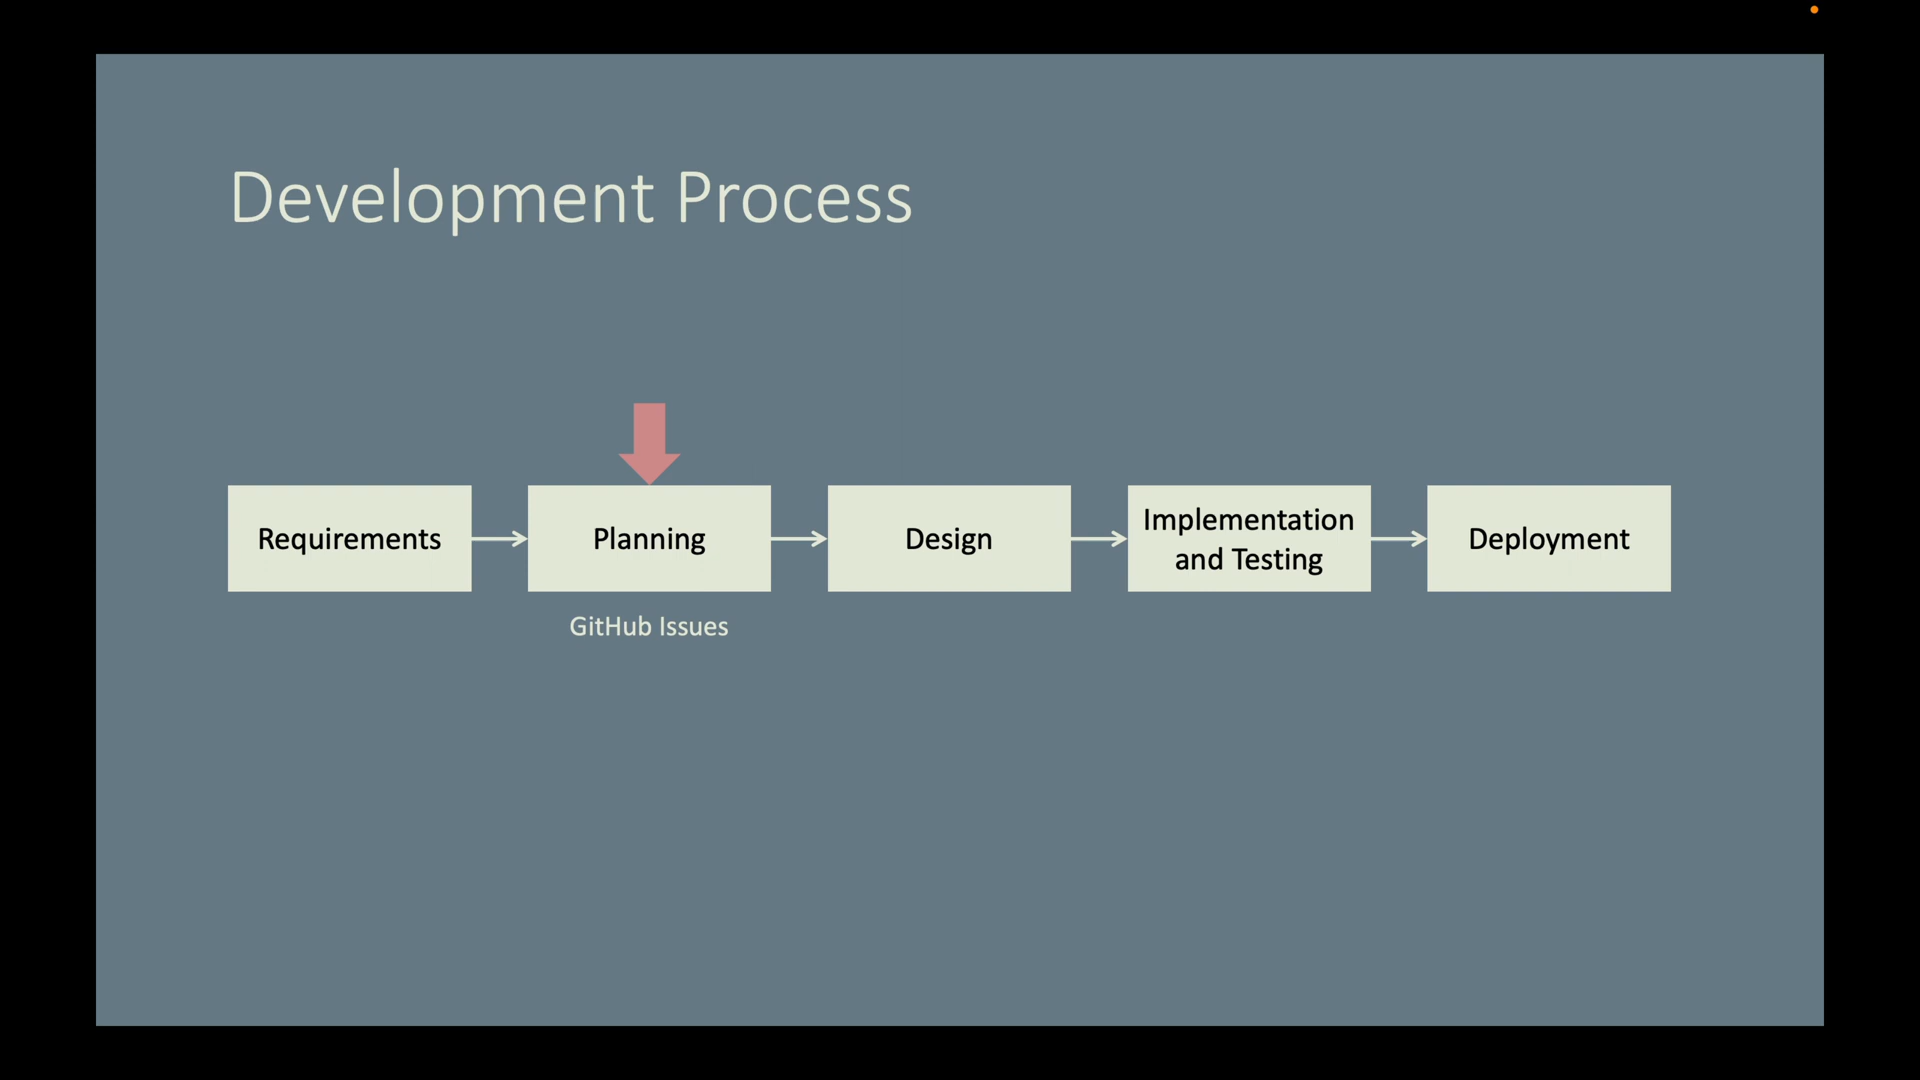 Development Process
Requirements
Planning
Design
Implementation
and Testing
Deployment
GitHub Issues